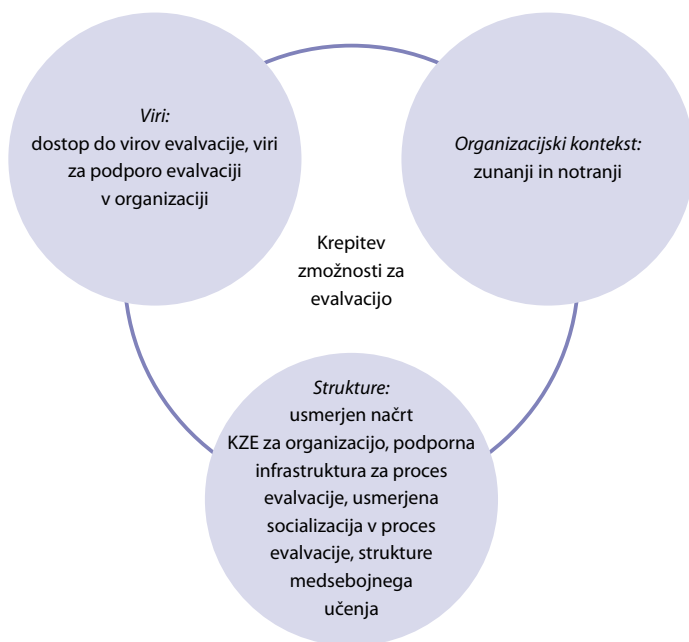 Viri:
dostop do virov evalvacije, viri
za podporo evalvaciji
v organizaciji
Organizacijski kontekst:
zunanji in notranji
Krepitev
zmožnosti za
evalvacijo
Strukture:
usmerjen načrt
KZE za organizacijo, podporna
infrastruktura za proces
evalvacije, usmerjena
socializacija v proces
evalvacije, strukture
medsebojnega
učenja